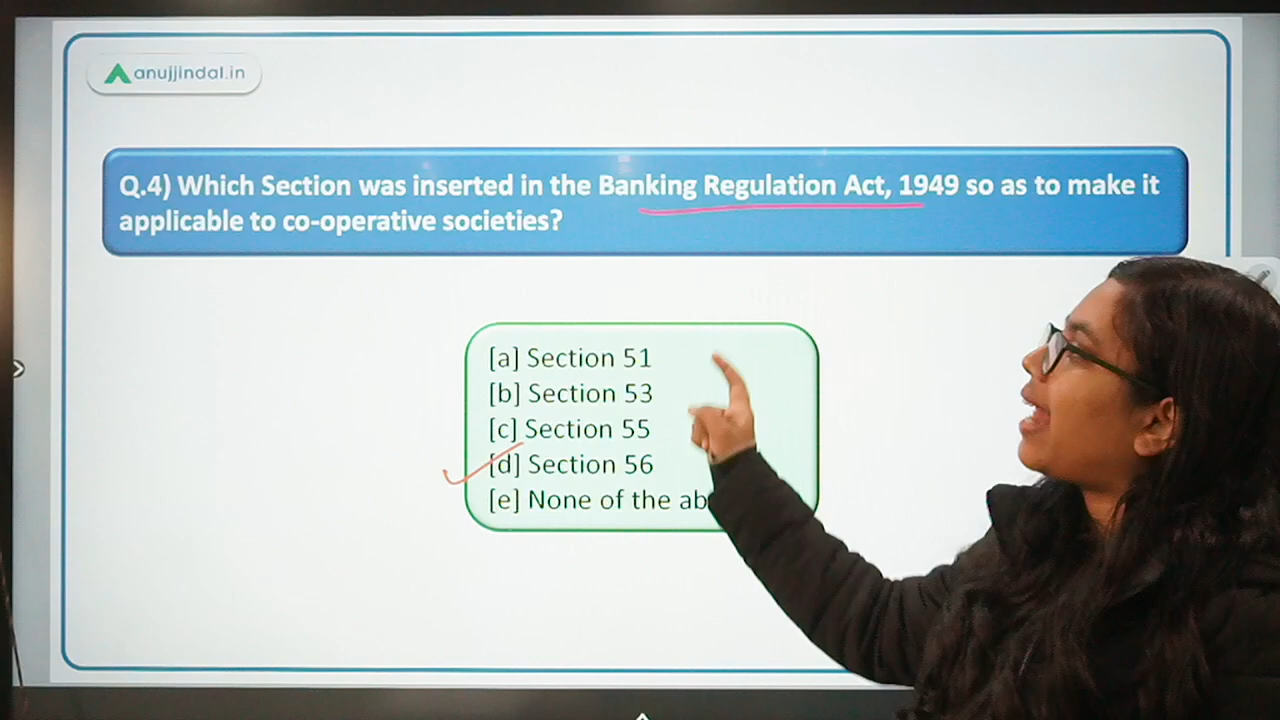 anujjindal.in
Q.4) Which Section was inserted in the Banking Regulation Act, 1949 so as to make it
applicable to co-operative societies?
[a] Section 51
[b] Section 53
[c] Section 55
[d] Section 56
[e] None of the